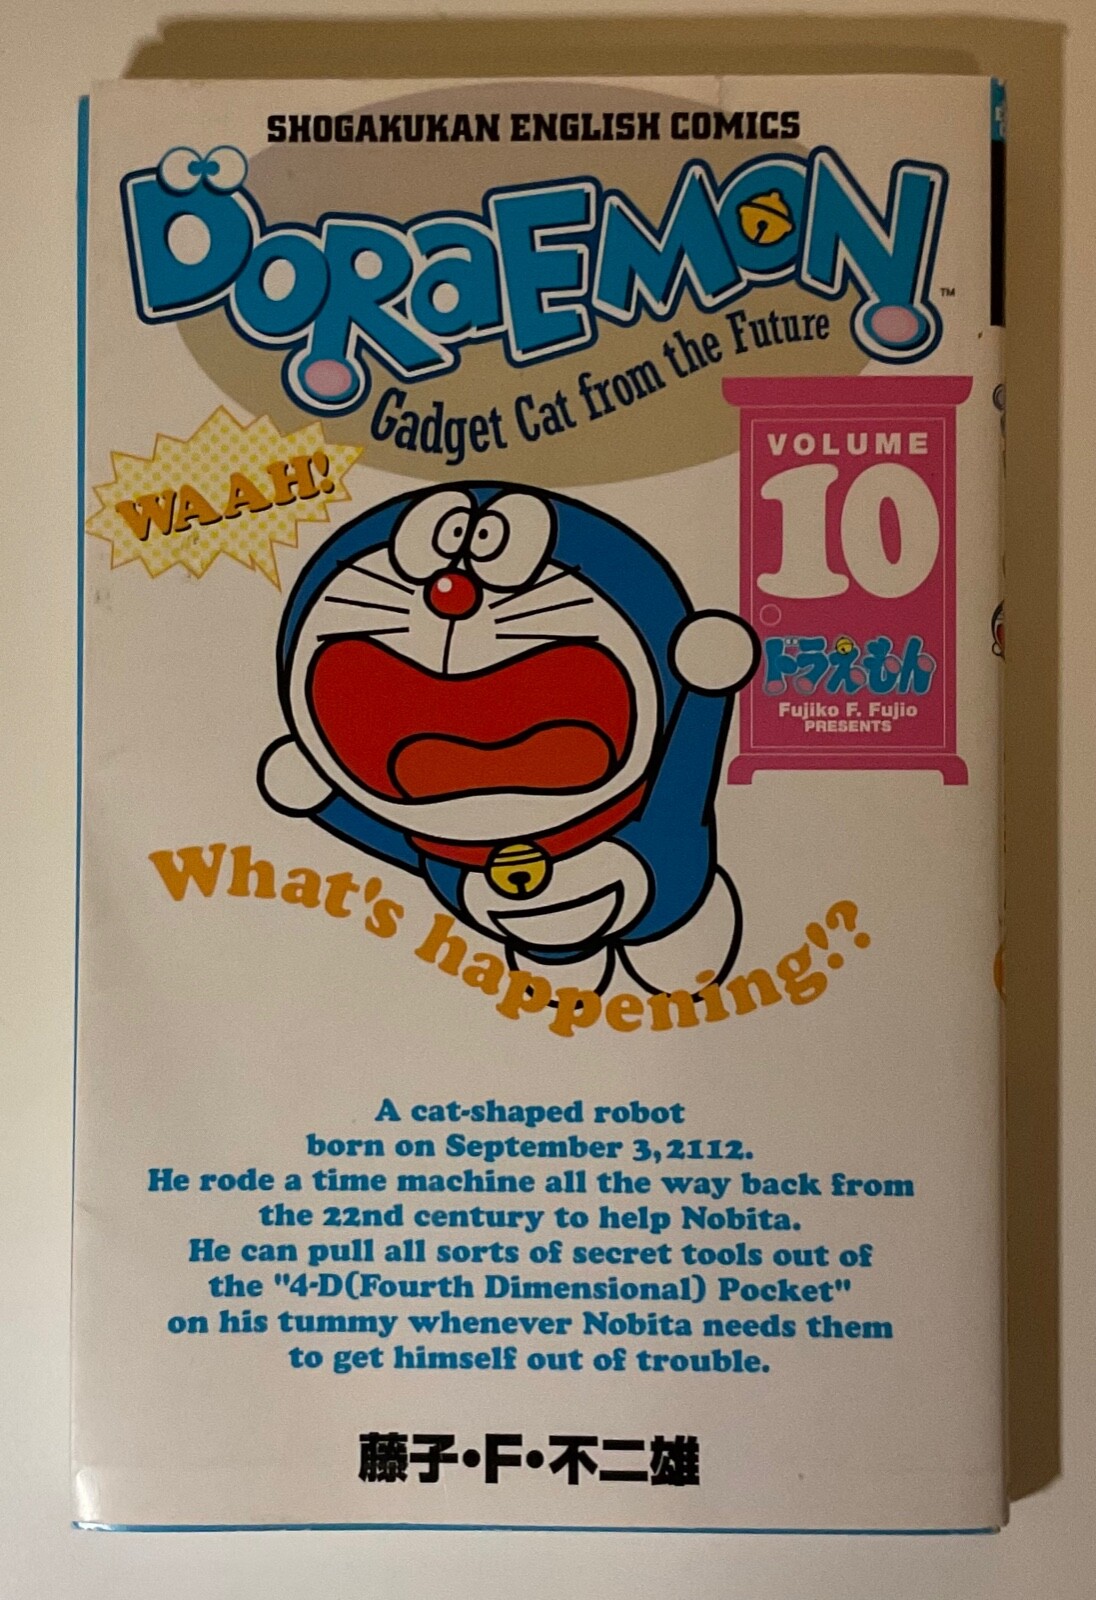 SHOGAKUKAN ENGLISH COMICS
DORAEMON™
Gadget Cat from the Future
WAAH!
VOLUME
10
ドラえもん
Fujiko F. Fujio
PRESENTS
What's happening!?
A cat-shaped robot
born on September 3, 2112.
He rode a time machine all the way back from
the 22nd century to help Nobita.
He can pull all sorts of secret tools out of
the "4-D(Fourth Dimensional) Pocket"
on his tummy whenever Nobita needs them
to get himself out of trouble.
藤子・F・不二雄